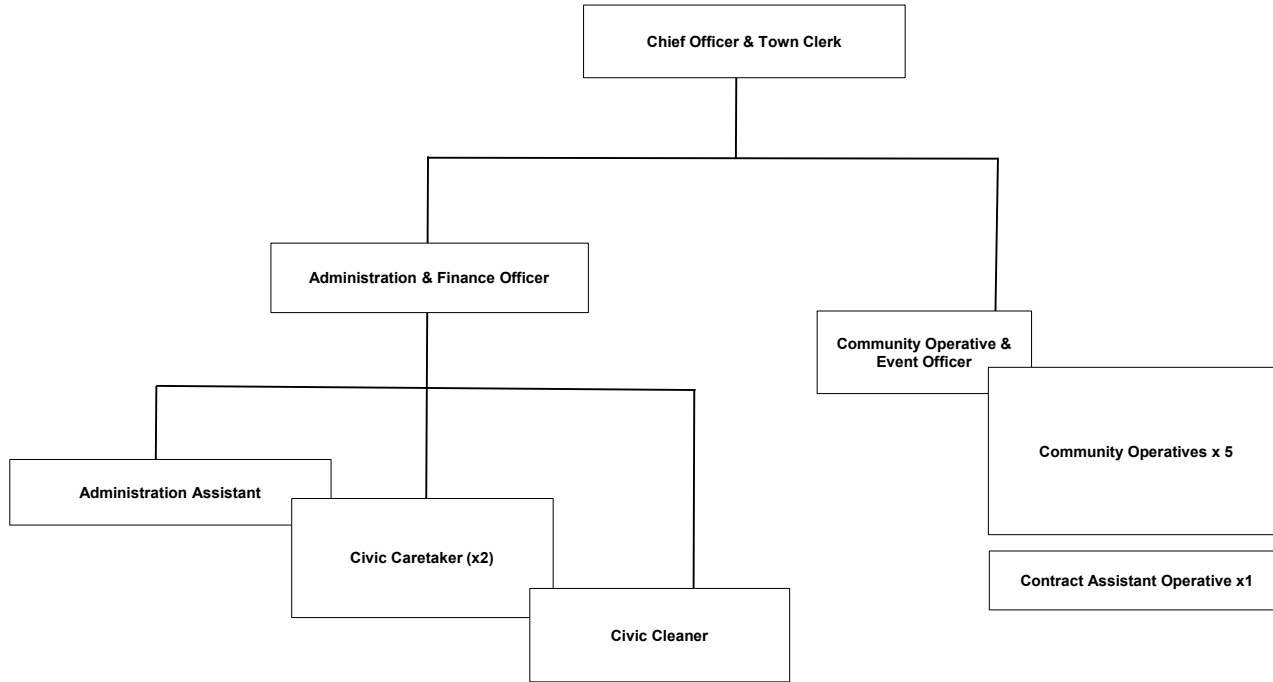 Chief Officer & Town Clerk
Administration & Finance Officer
Community Operative &
Event Officer
Community Operatives x 5
Administration Assistant
Civic Caretaker (x2)
Contract Assistant Operative x1
Civic Cleaner